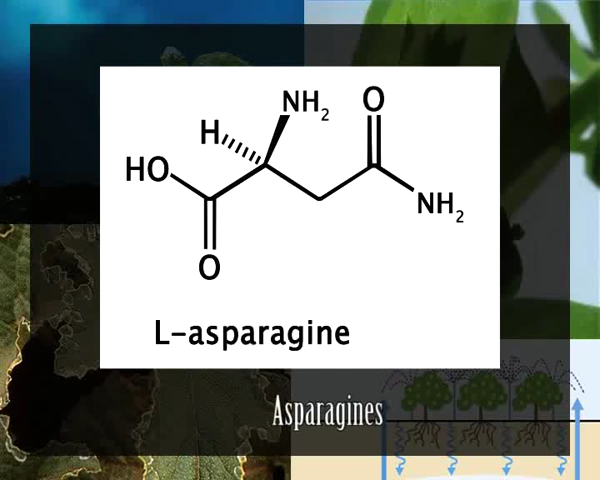 NH2
O
H
HO
NH2
O
L-asparagine
Asparagines